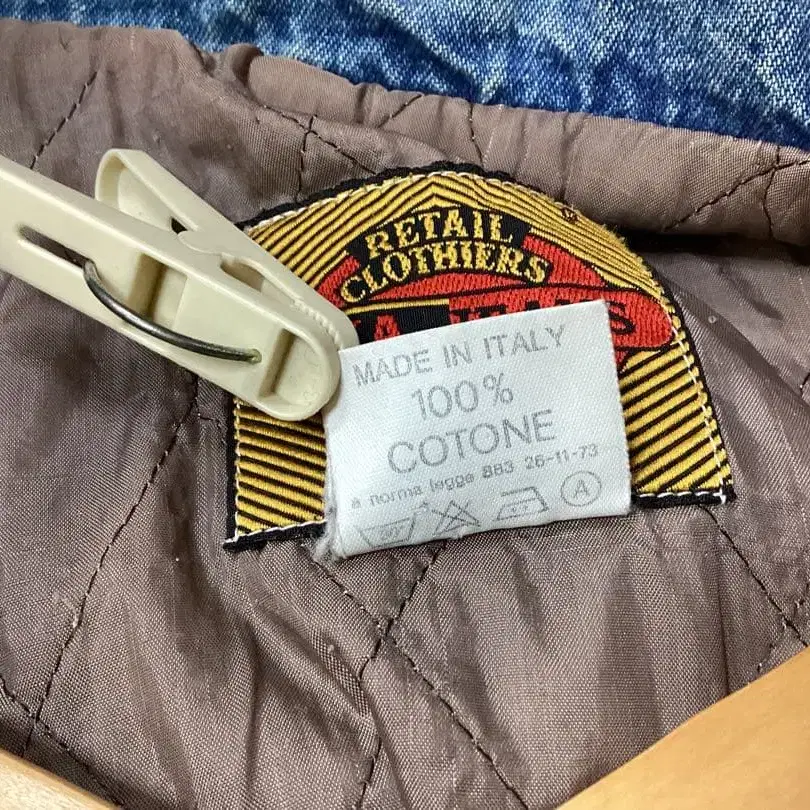 RETAIL
CLOTHIERS
MADE IN ITALY
100%
COTONE
a norma legge 883 26-11-73
A